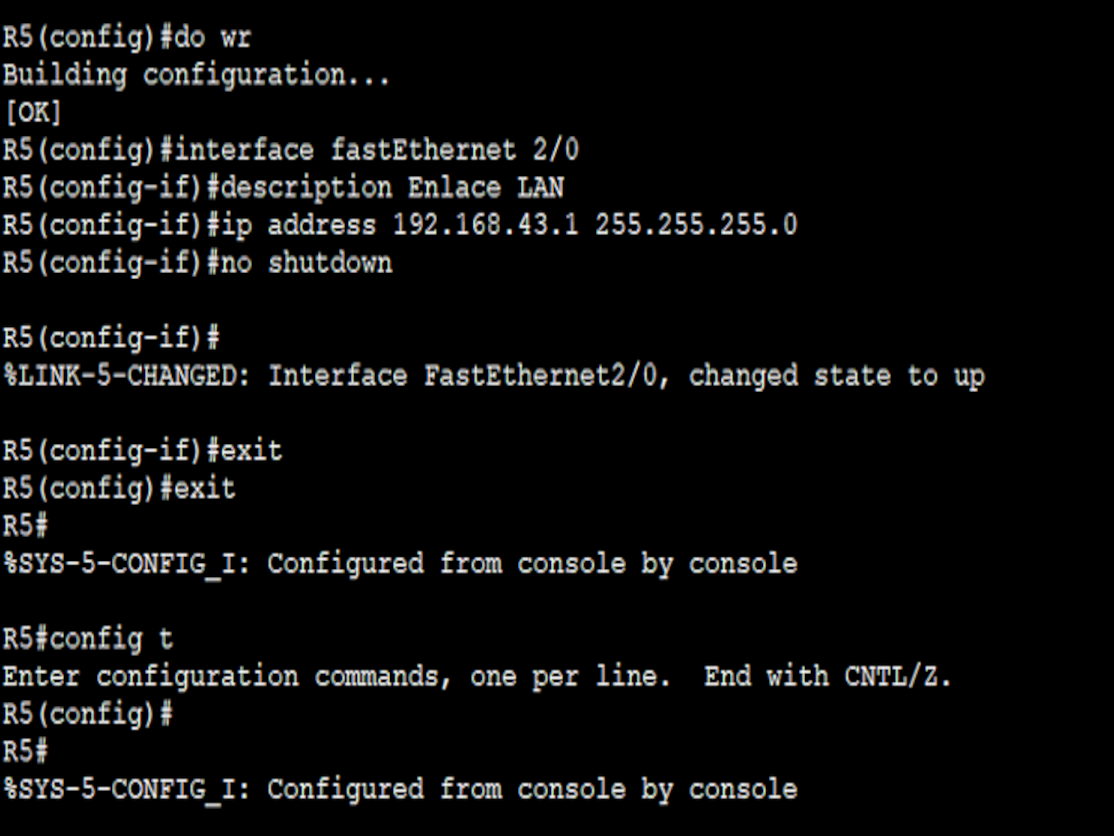 R5(config)#do wr
Building configuration...
[OK]
R5(config)#interface fastEthernet 2/0
R5(config-if)#description Enlace LAN
R5(config-if)#ip address 192.168.43.1 255.255.255.0
R5(config-if)#no shutdown
R5(config-if)#
%LINK-5-CHANGED: Interface FastEthernet2/0, changed state to up
R5(config-if)#exit
R5(config)#exit
R5#
%SYS-5-CONFIG_I: Configured from console by console
R5#config t
Enter configuration commands, one per line.  End with CNTL/Z.
R5(config)#
R5#
%SYS-5-CONFIG_I: Configured from console by console